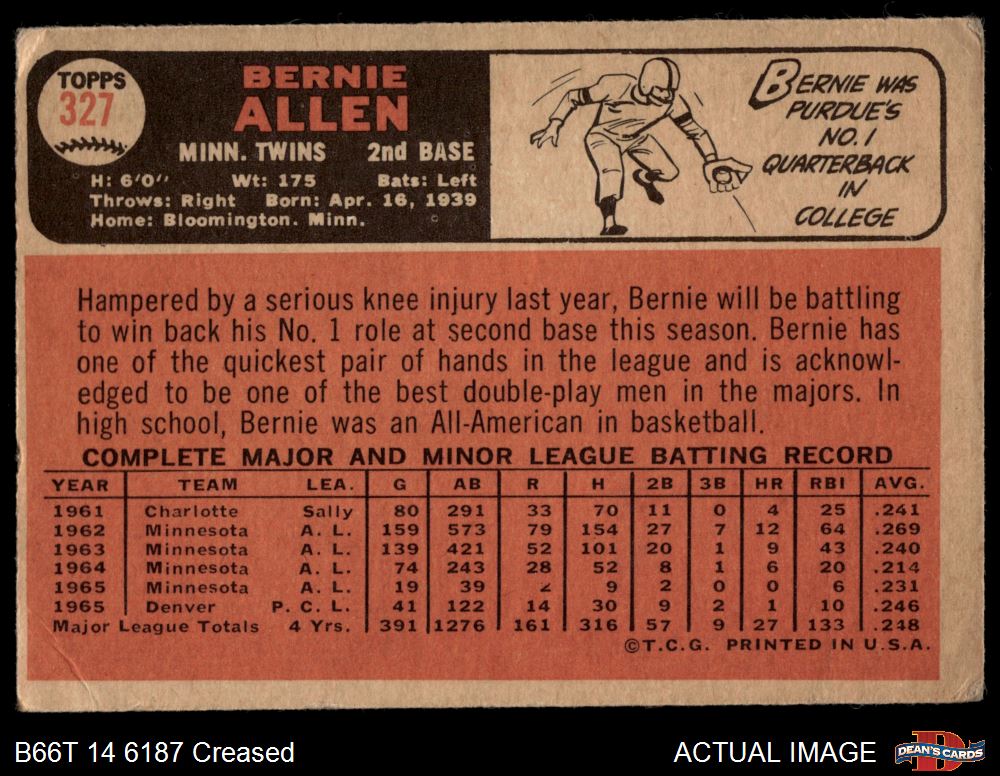 TOPPS
327
BERNIE
ALLEN
MINN. TWINS 2nd BASE
H: 6'0" Wt: 175 Bats: Left
Throws: Right Born: Apr. 16, 1939
Home: Bloomington. Minn.
BERNIE WAS
PURDUE'S
NO. 1
QUARTERBACK
IN
COLLEGE
Hampered by a serious knee injury last year, Bernie will be battling
to win back his No. 1 role at second base this season. Bernie has
one of the quickest pair of hands in the league and is acknowl-
edged to be one of the best double-play men in the majors. In
high school, Bernie was an All-American in basketball.
COMPLETE MAJOR AND MINOR LEAGUE BATTING RECORD
YEAR TEAM LEA. G AB R H 2B 3B HR RBI AVG.
1961 Charlotte Sally 80 291 33 70 11 0 4 25 .241
1962 Minnesota A. L. 159 573 79 154 27 7 12 64 .269
1963 Minnesota A. L. 139 421 52 101 20 1 9 43 .240
1964 Minnesota A. L. 74 243 28 52 8 1 6 20 .214
1965 Minnesota A. L. 19 39 2 9 2 0 0 6 .231
1965 Denver P. C. L. 41 122 14 30 9 2 1 10 .246
Major League Totals 4 Yrs. 391 1276 161 316 57 9 27 133 .248
©T.C.G. PRINTED IN U.S.A.
B66T 14 6187 Creased
ACTUAL IMAGE
DEAN'S CARDS